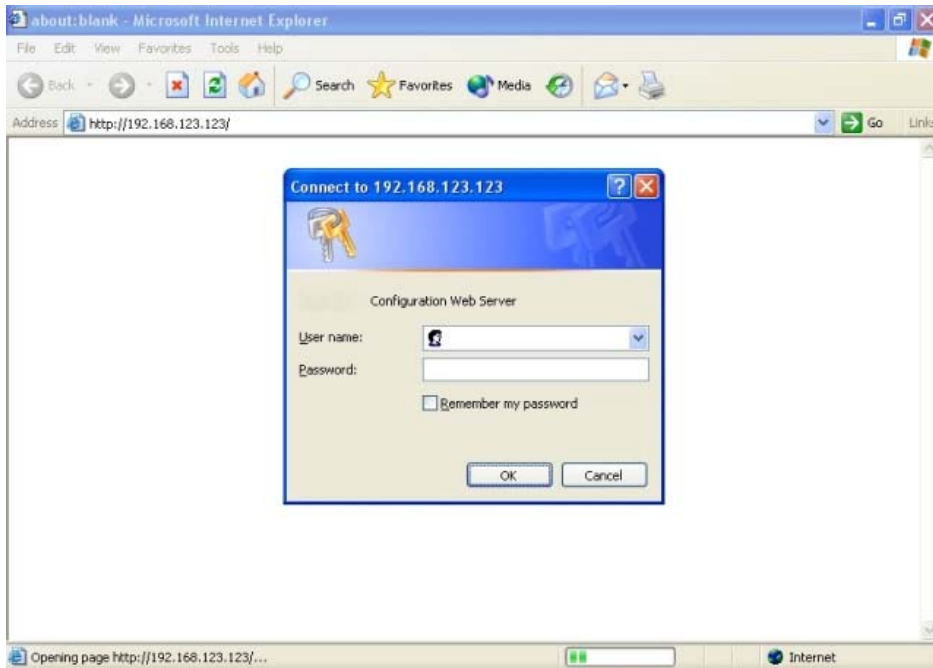 about:blank - Microsoft Internet Explorer
File Edit View Favorites Tools Help
Back Search Favorites Media
Address http://192.168.123.123/ Go Links
Connect to 192.168.123.123
Configuration Web Server
User name:
Password:
Remember my password
OK Cancel
Opening page http://192.168.123.123/... Internet